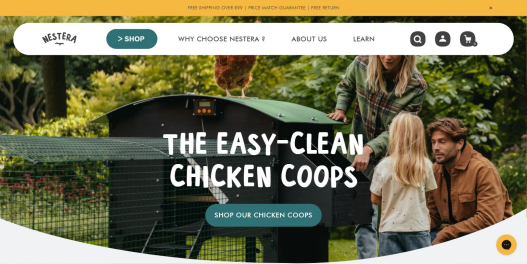 FREE SHIPPING OVER £99 | PRICE MATCH GUARANTEE | FREE RETURN
NESTERA
> SHOP
WHY CHOOSE NESTERA ?
ABOUT US
LEARN
THE EASY-CLEAN
CHICKEN COOPS
SHOP OUR CHICKEN COOPS